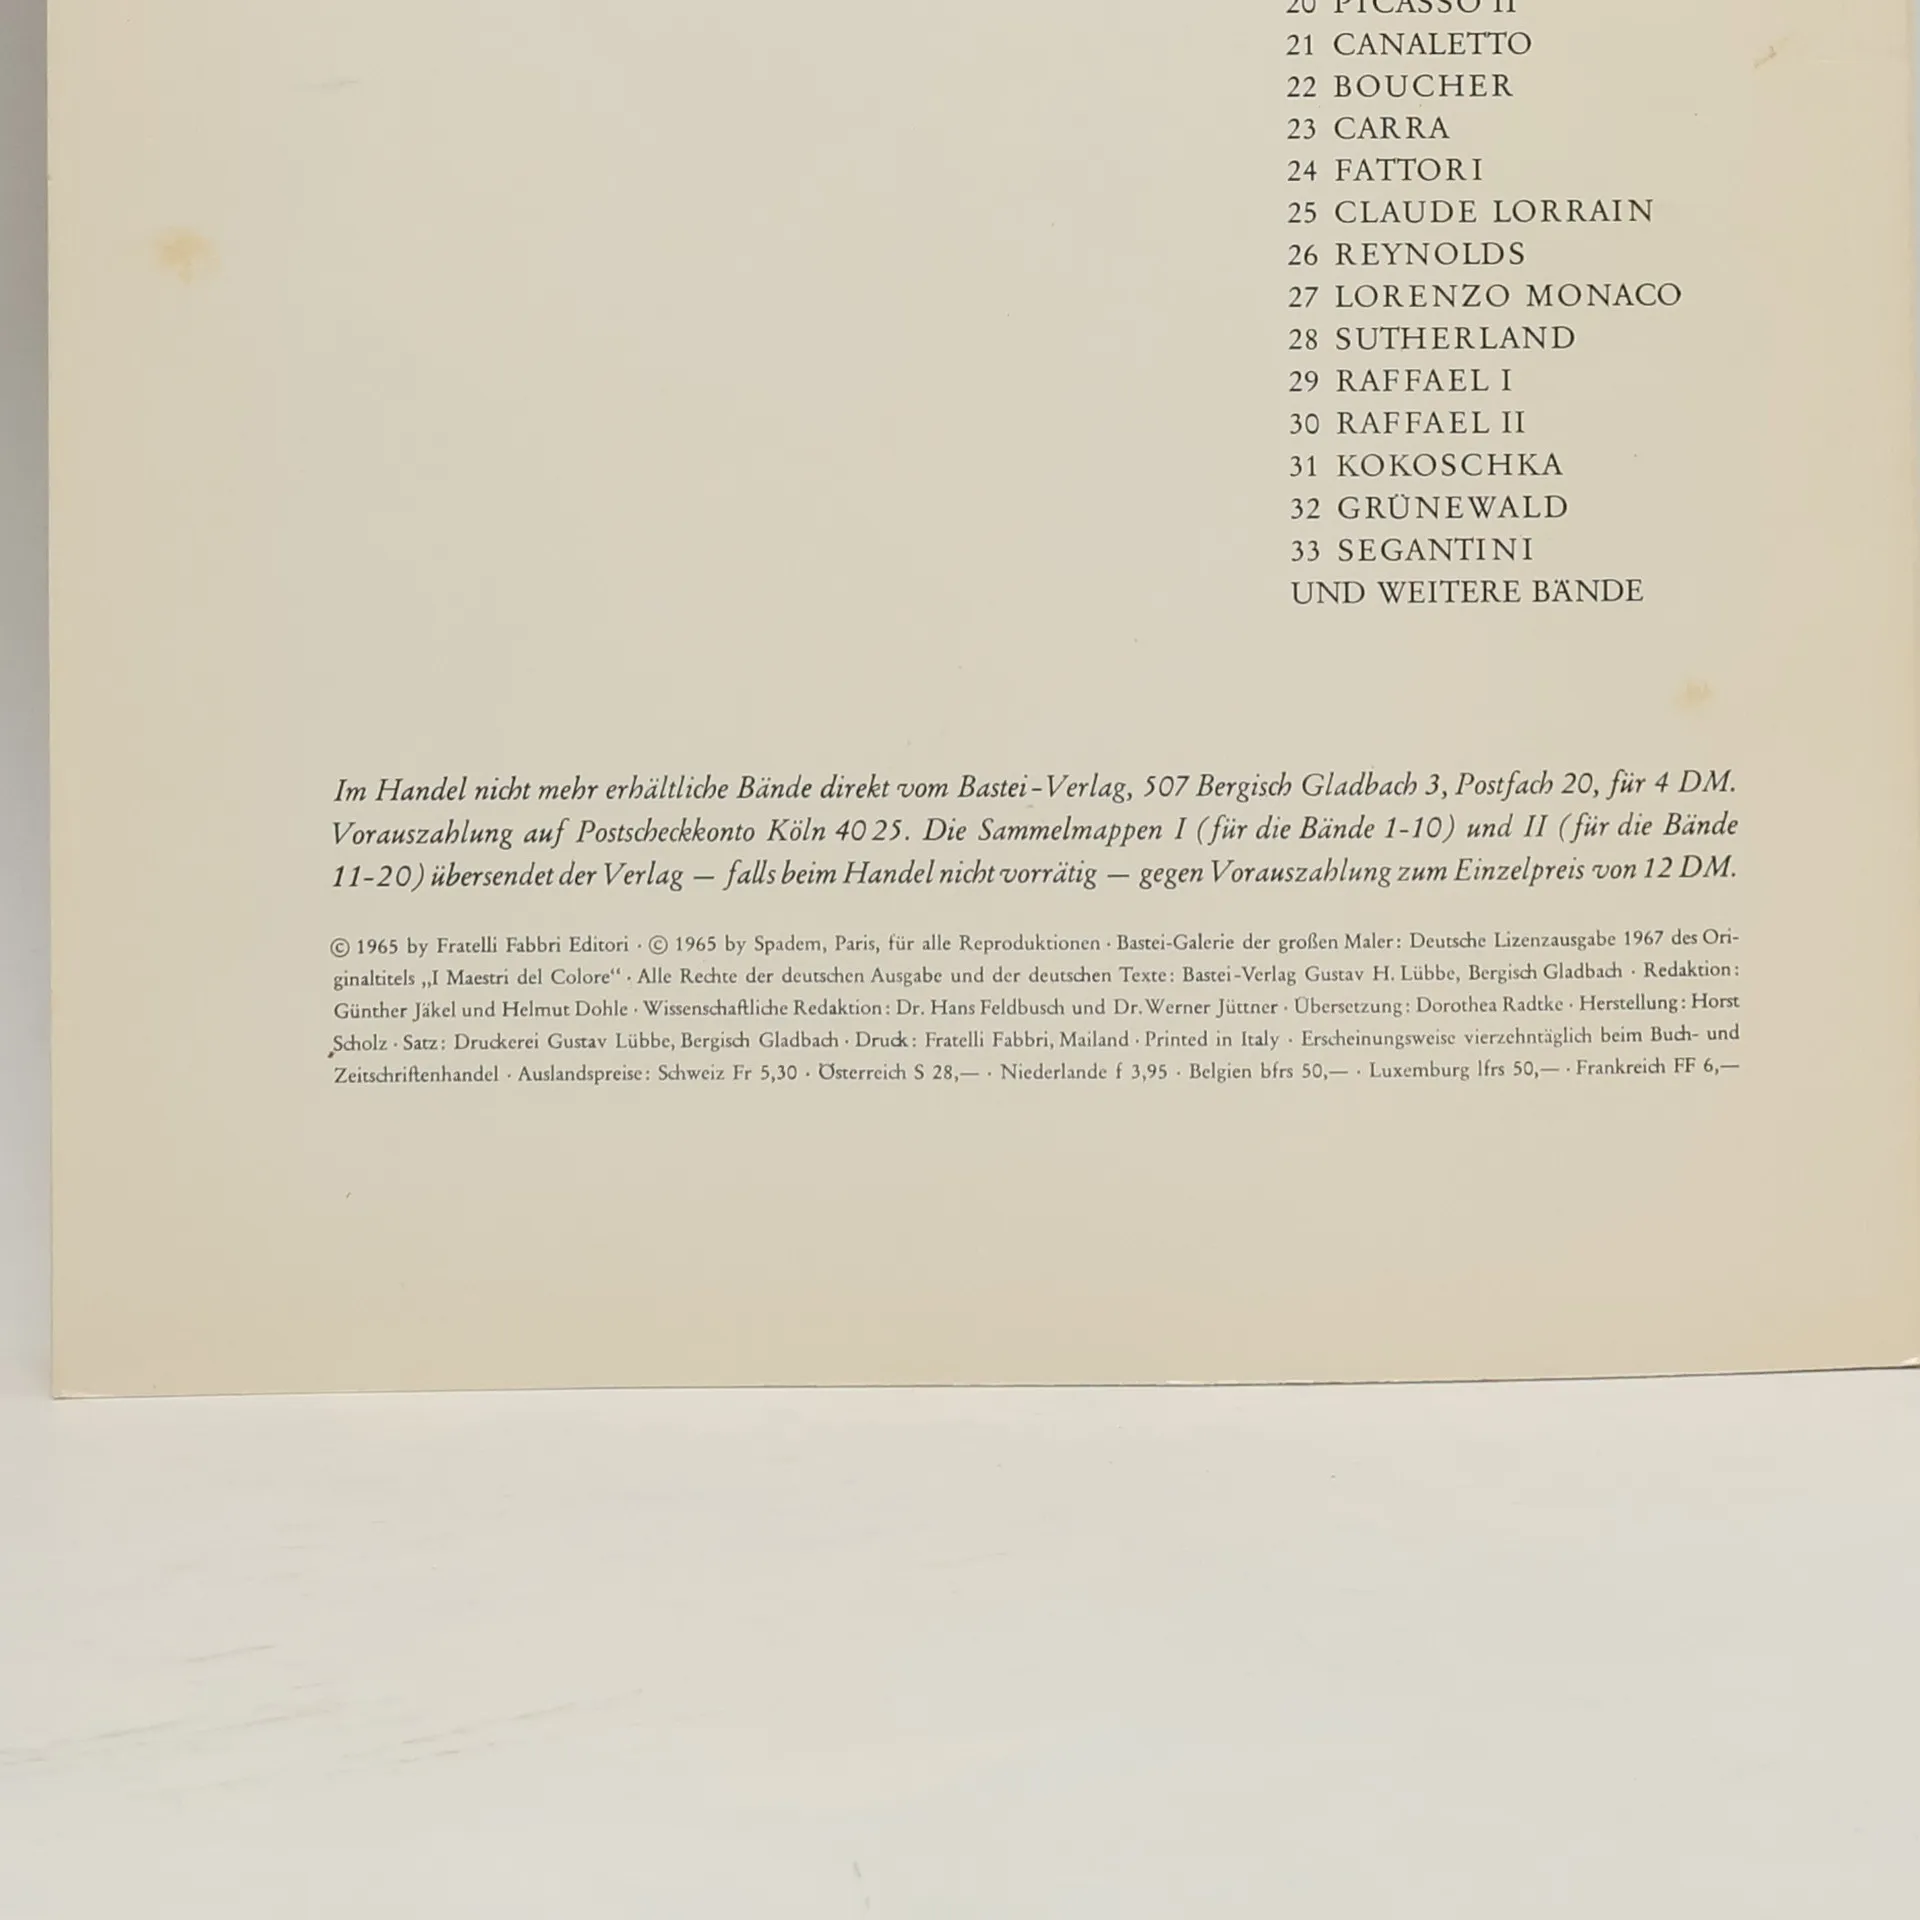 20 PICASSO II
21 CANALETTO
22 BOUCHER
23 CARRA
24 FATTORI
25 CLAUDE LORRAIN
26 REYNOLDS
27 LORENZO MONACO
28 SUTHERLAND
29 RAFFAEL I
30 RAFFAEL II
31 KOKOSCHKA
32 GRÜNEWALD
33 SEGANTINI
UND WEITERE BÄNDE
Im Handel nicht mehr erhältliche Bände direkt vom Bastei-Verlag, 507 Bergisch Gladbach 3, Postfach 20, für 4 DM.
Vorauszahlung auf Postscheckkonto Köln 40 25. Die Sammelmappen I (für die Bände 1-10) und II (für die Bände
11-20) übersendet der Verlag — falls beim Handel nicht vorrätig — gegen Vorauszahlung zum Einzelpreis von 12 DM.
© 1965 by Fratelli Fabbri Editori · © 1965 by Spadem, Paris, für alle Reproduktionen · Bastei-Galerie der großen Maler: Deutsche Lizenzausgabe 1967 des Ori-
ginaltitels „I Maestri del Colore“ · Alle Rechte der deutschen Ausgabe und der deutschen Texte: Bastei-Verlag Gustav H. Lübbe, Bergisch Gladbach · Redaktion:
Günther Jäkel und Helmut Dohle · Wissenschaftliche Redaktion: Dr. Hans Feldbusch und Dr. Werner Jüttner · Übersetzung: Dorothea Radtke · Herstellung: Horst
Scholz · Satz: Druckerei Gustav Lübbe, Bergisch Gladbach · Druck: Fratelli Fabbri, Mailand · Printed in Italy · Erscheinungsweise vierzehntäglich beim Buch- und
Zeitschriftenhandel · Auslandspreise: Schweiz Fr 5,30 · Österreich S 28,— · Niederlande f 3,95 · Belgien bfrs 50,— · Luxemburg lfrs 50,— · Frankreich FF 6,—